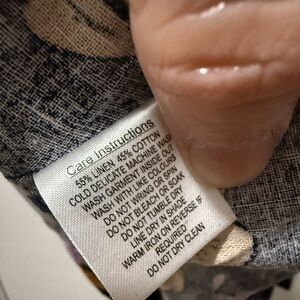 Care Instructions
55% LINEN 45% COTTON
COLD DELICATE MACHINE WASH
WASH GARMENT INSIDE OUT
WASH WITH LIKE COLOURS
DO NOT WRING OR SPIN
DO NOT BLEACH OR SOAK
DO NOT TUMBLE DRY
LINE DRY IN SHADE
WARM IRON ON REVERSE IF
REQUIRED
DO NOT DRY CLEAN